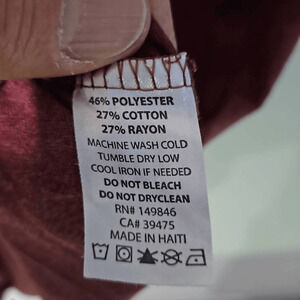 46% POLYESTER
27% COTTON
27% RAYON
MACHINE WASH COLD
TUMBLE DRY LOW
COOL IRON IF NEEDED
DO NOT BLEACH
DO NOT DRYCLEAN
RN# 149846
CA# 39475
MADE IN HAITI